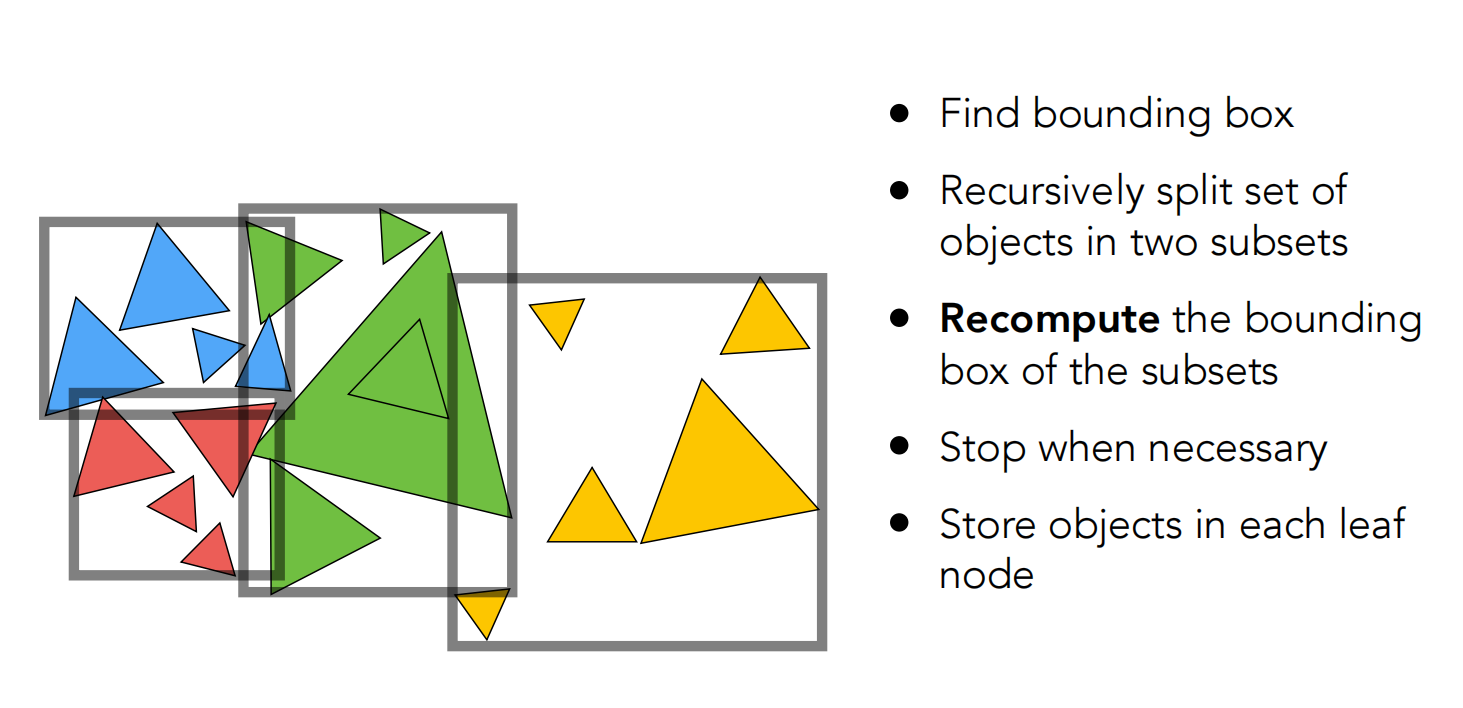 ● Find bounding box
● Recursively split set of
objects in two subsets
● Recompute the bounding
box of the subsets
● Stop when necessary
● Store objects in each leaf
node